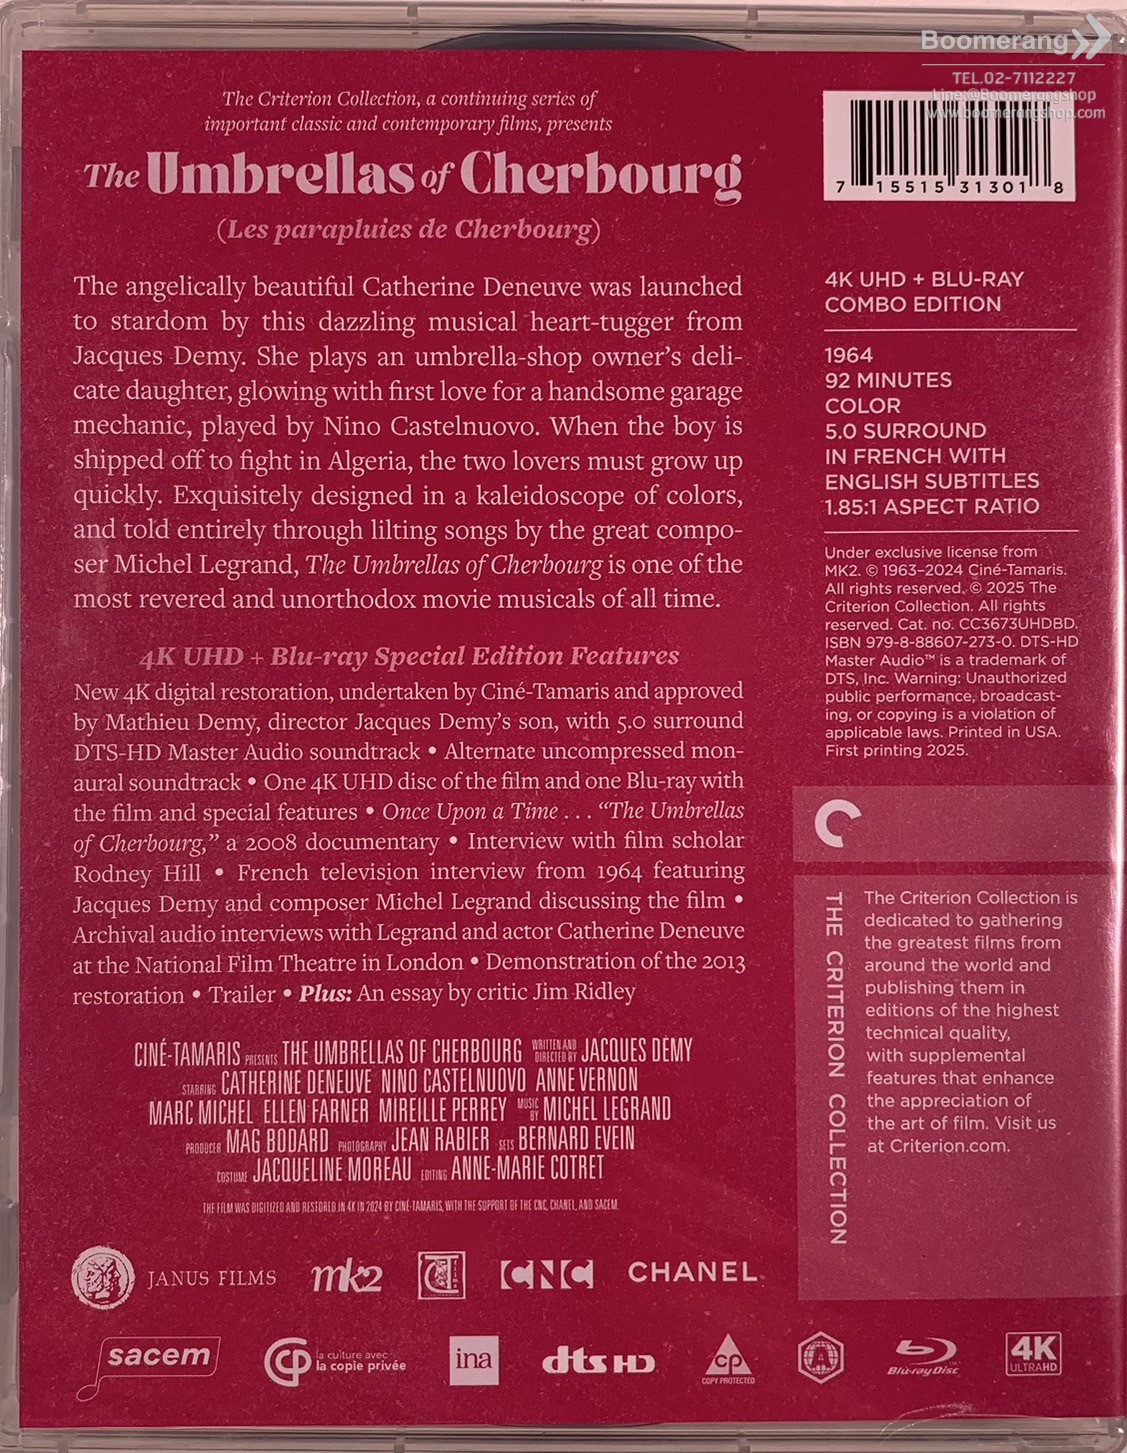 Boomerang
TEL.02-7112227
Line:@Boomerangshop
www.boomerangshop.com
The Criterion Collection, a continuing series of
important classic and contemporary films, presents
The Umbrellas of Cherbourg
(Les parapluies de Cherbourg)
The angelically beautiful Catherine Deneuve was launched
to stardom by this dazzling musical heart-tugger from
Jacques Demy. She plays an umbrella-shop owner's deli-
cate daughter, glowing with first love for a handsome garage
mechanic, played by Nino Castelnuovo. When the boy is
shipped off to fight in Algeria, the two lovers must grow up
quickly. Exquisitely designed in a kaleidoscope of colors,
and told entirely through lilting songs by the great compo-
ser Michel Legrand, The Umbrellas of Cherbourg is one of the
most revered and unorthodox movie musicals of all time.
4K UHD + Blu-ray Special Edition Features
New 4K digital restoration, undertaken by Ciné-Tamaris and approved
by Mathieu Demy, director Jacques Demy's son, with 5.0 surround
DTS-HD Master Audio soundtrack • Alternate uncompressed mon-
aural soundtrack • One 4K UHD disc of the film and one Blu-ray with
the film and special features • Once Upon a Time . . . “The Umbrellas
of Cherbourg,” a 2008 documentary • Interview with film scholar
Rodney Hill • French television interview from 1964 featuring
Jacques Demy and composer Michel Legrand discussing the film •
Archival audio interviews with Legrand and actor Catherine Deneuve
at the National Film Theatre in London • Demonstration of the 2013
restoration • Trailer • Plus: An essay by critic Jim Ridley
CINÉ-TAMARIS PRESENTS THE UMBRELLAS OF CHERBOURG WRITTEN AND DIRECTED BY JACQUES DEMY
STARRING CATHERINE DENEUVE NINO CASTELNUOVO ANNE VERNON
MARC MICHEL ELLEN FARNER MIREILLE PERREY MUSIC BY MICHEL LEGRAND
PRODUCER MAG BODARD PHOTOGRAPHY JEAN RABIER SETS BERNARD EVEIN
COSTUME JACQUELINE MOREAU EDITING ANNE-MARIE COTRET
THE FILM WAS DIGITIZED AND RESTORED IN 4K IN 2024 BY CINÉ-TAMARIS, WITH THE SUPPORT OF THE CNC, CHANEL, AND SACEM.
7 15515 31301 8
4K UHD + BLU-RAY
COMBO EDITION
1964
92 MINUTES
COLOR
5.0 SURROUND
IN FRENCH WITH
ENGLISH SUBTITLES
1.85:1 ASPECT RATIO
Under exclusive license from
MK2. © 1963–2024 Ciné-Tamaris.
All rights reserved. © 2025 The
Criterion Collection. All rights
reserved. Cat. no. CC3673UHDBD.
ISBN 979-8-88607-273-0. DTS-HD
Master Audio™ is a trademark of
DTS, Inc. Warning: Unauthorized
public performance, broadcast-
ing, or copying is a violation of
applicable laws. Printed in USA.
First printing 2025.
THE CRITERION COLLECTION
The Criterion Collection is
dedicated to gathering
the greatest films from
around the world and
publishing them in
editions of the highest
technical quality,
with supplemental
features that enhance
the appreciation of
the art of film. Visit us
at Criterion.com.
JANUS FILMS mk2 CNC CHANEL
sacem
la culture avec
la copie privée
ina
dts HD
CP
COPY PROTECTED
A
Blu-ray Disc
4K
ULTRA HD